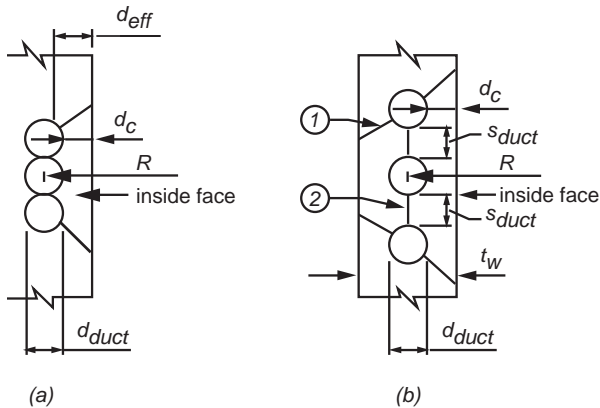 d_eff
d_c
R
inside face
d_duct
(a)
1
d_c
s_duct
R
inside face
2
s_duct
t_w
d_duct
(b)